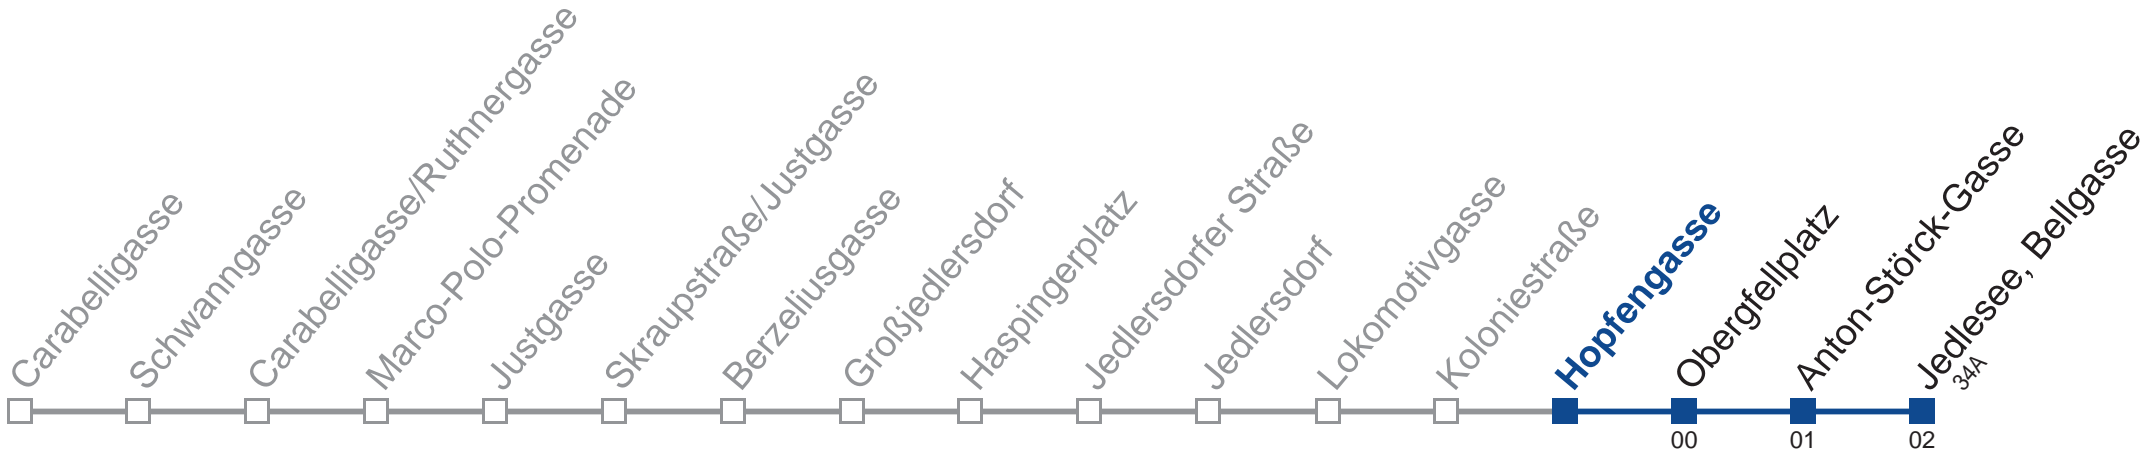 Carabelligasse
Schwanngasse
Carabelligasse/Ruthnergasse
Marco-Polo-Promenade
Justgasse
Skraupstraße/Justgasse
Berzeliusgasse
Großjedlersdorf
Haspingerplatz
Jedlersdorfer Straße
Jedlersdorf
Lokomotivgasse
Koloniestraße
Hopfengasse
Obergfellplatz
Anton-Störck-Gasse
Jedlesee, Bellgasse
34A
00
01
02